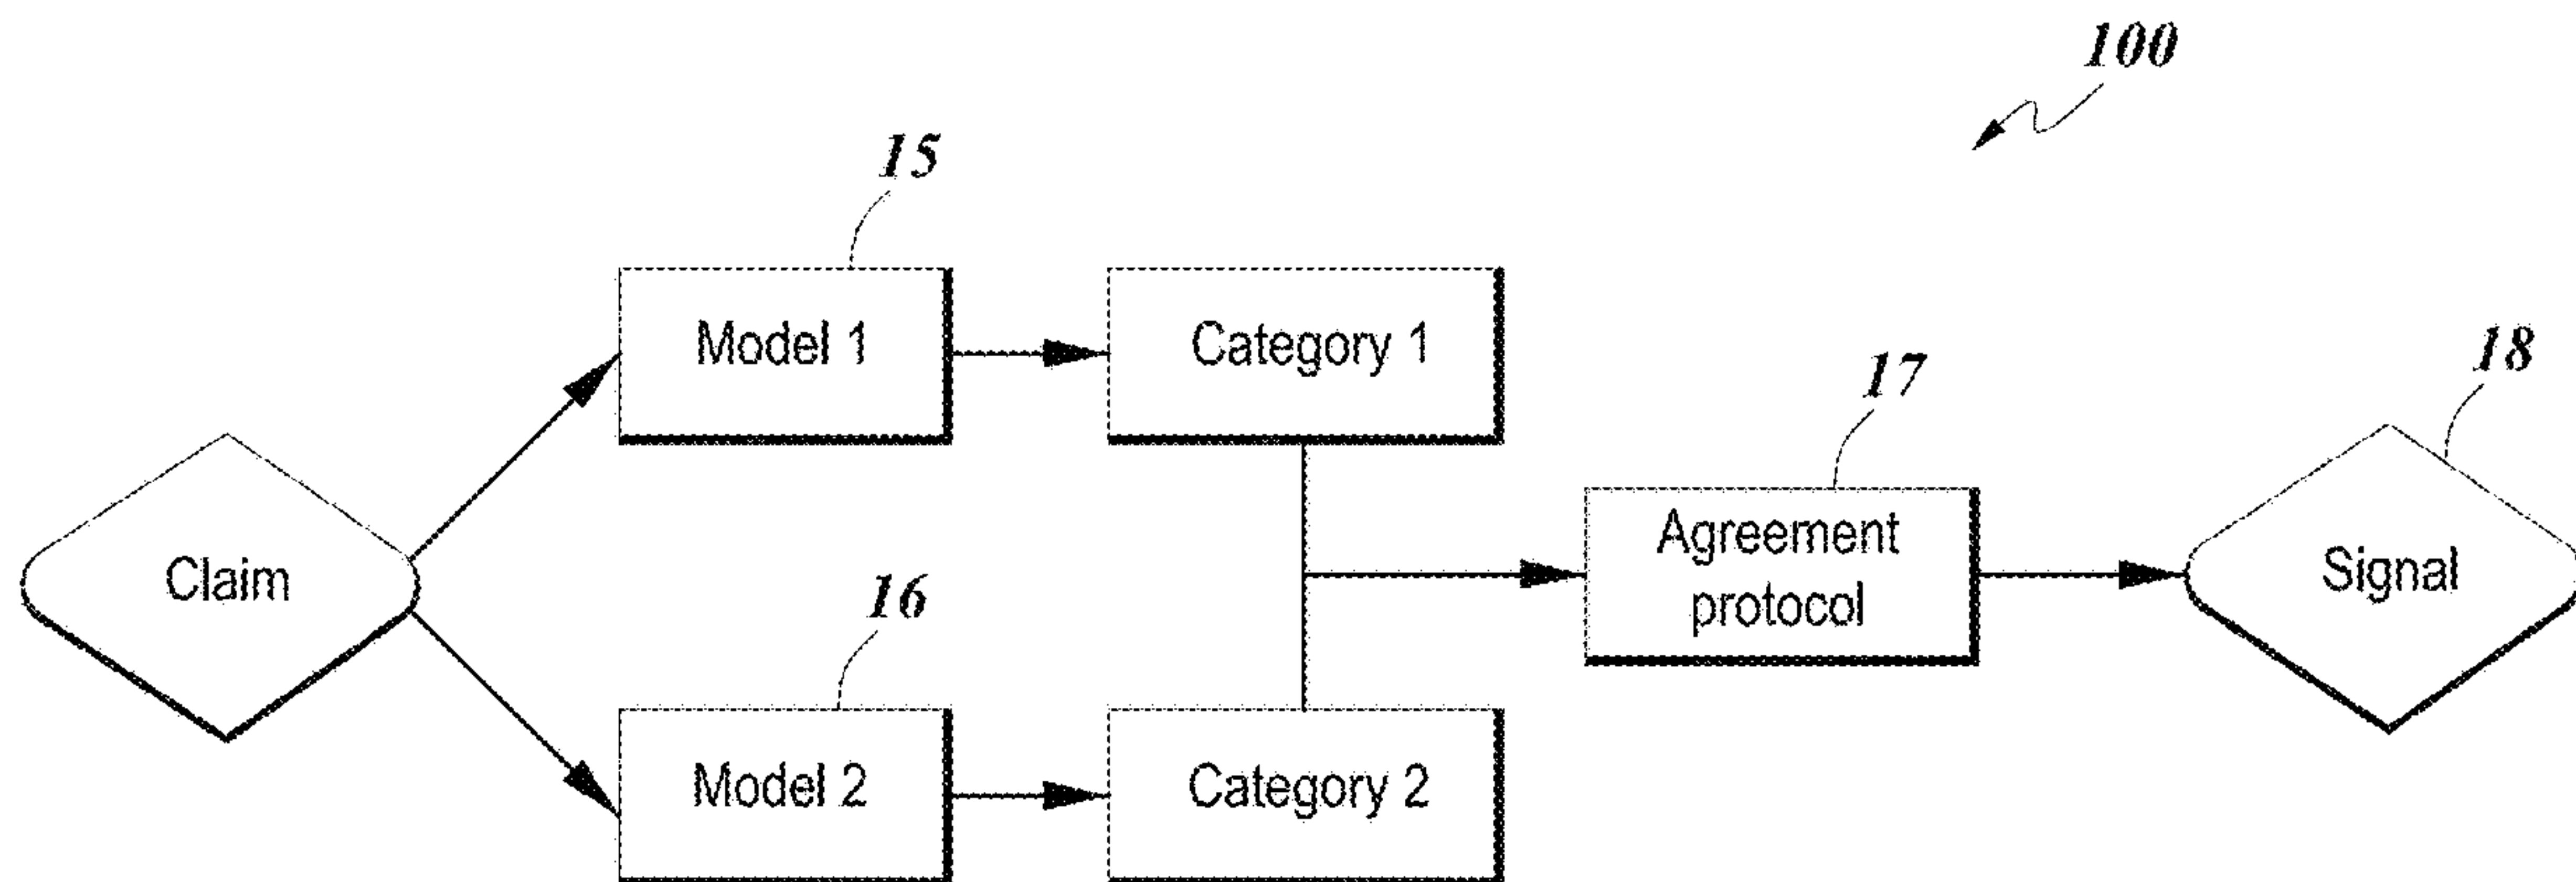 100
15
Model 1
Category 1
17
18
Claim
Agreement
protocol
Signal
16
Model 2
Category 2